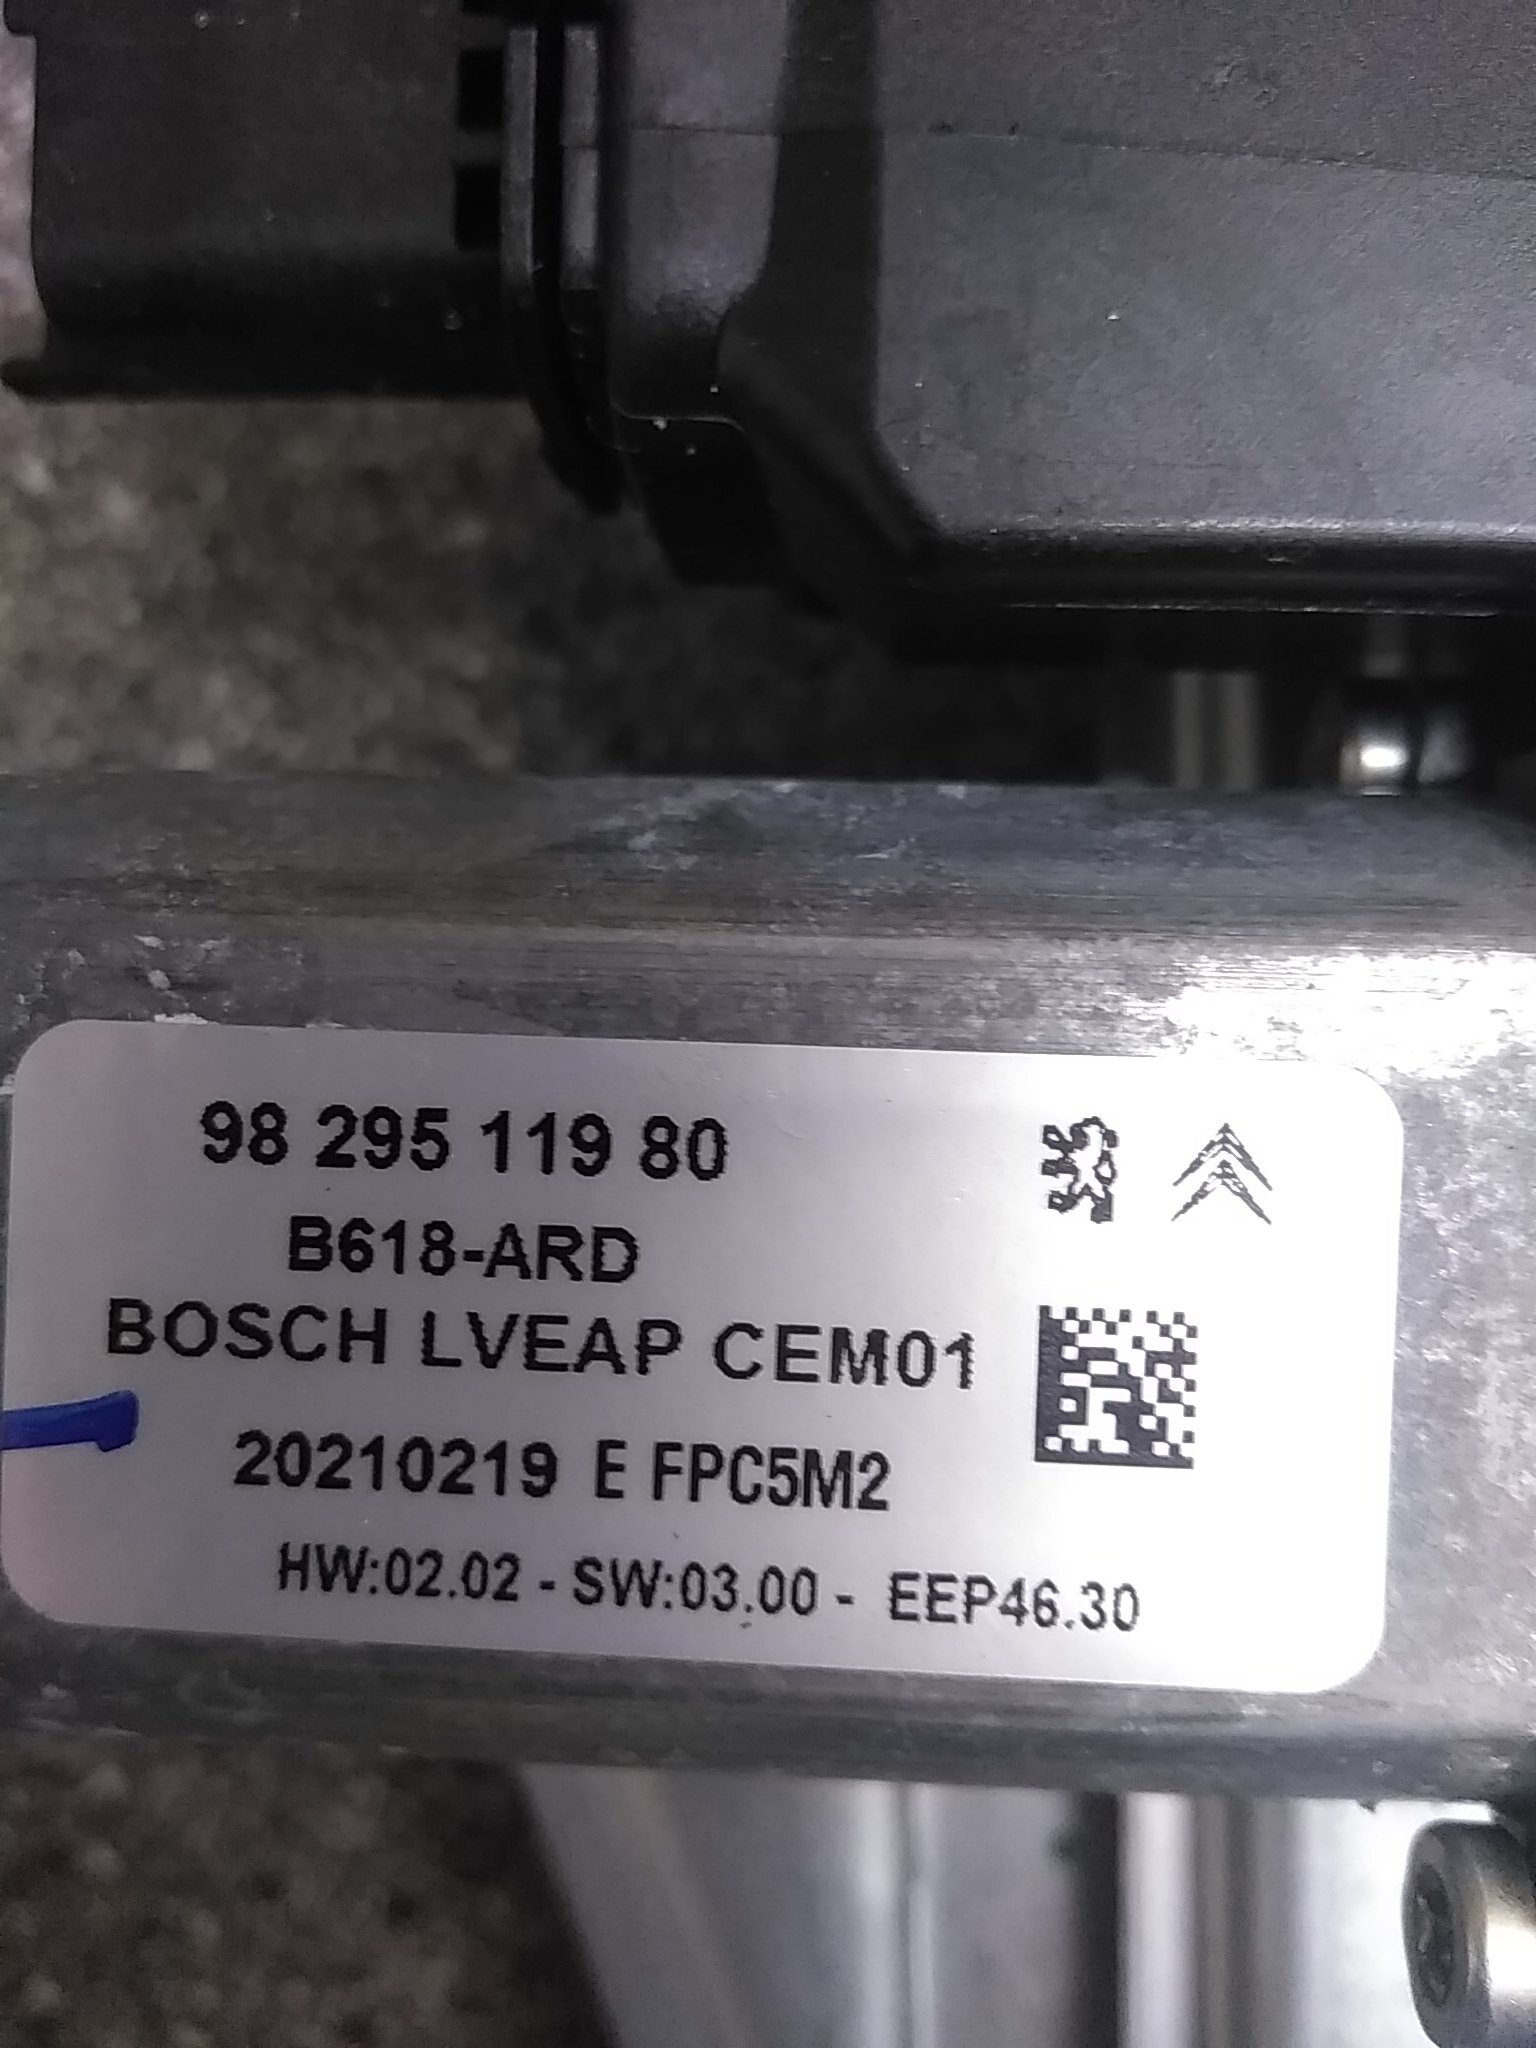 98 295 119 80
B618-ARD
BOSCH LVEAP CEM01
20210219 E FPC5M2
HW:02.02 - SW:03.00 - EEP46.30